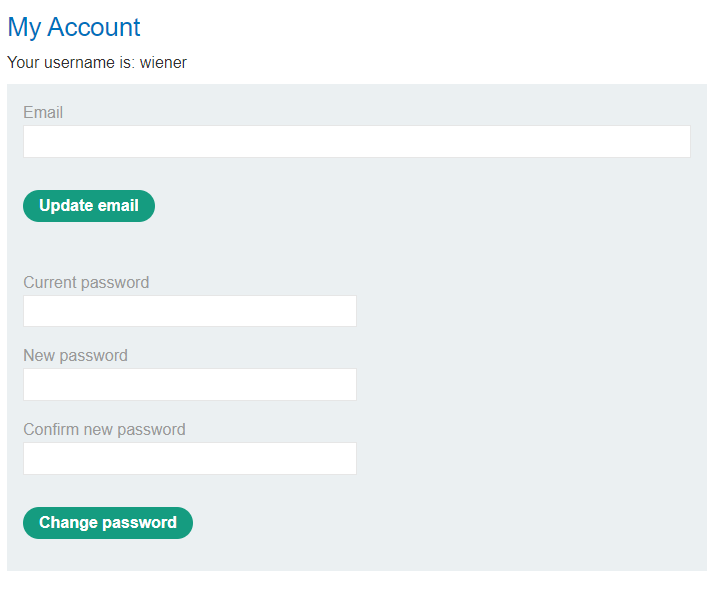 My Account
Your username is: wiener
Email
Update email
Current password
New password
Confirm new password
Change password